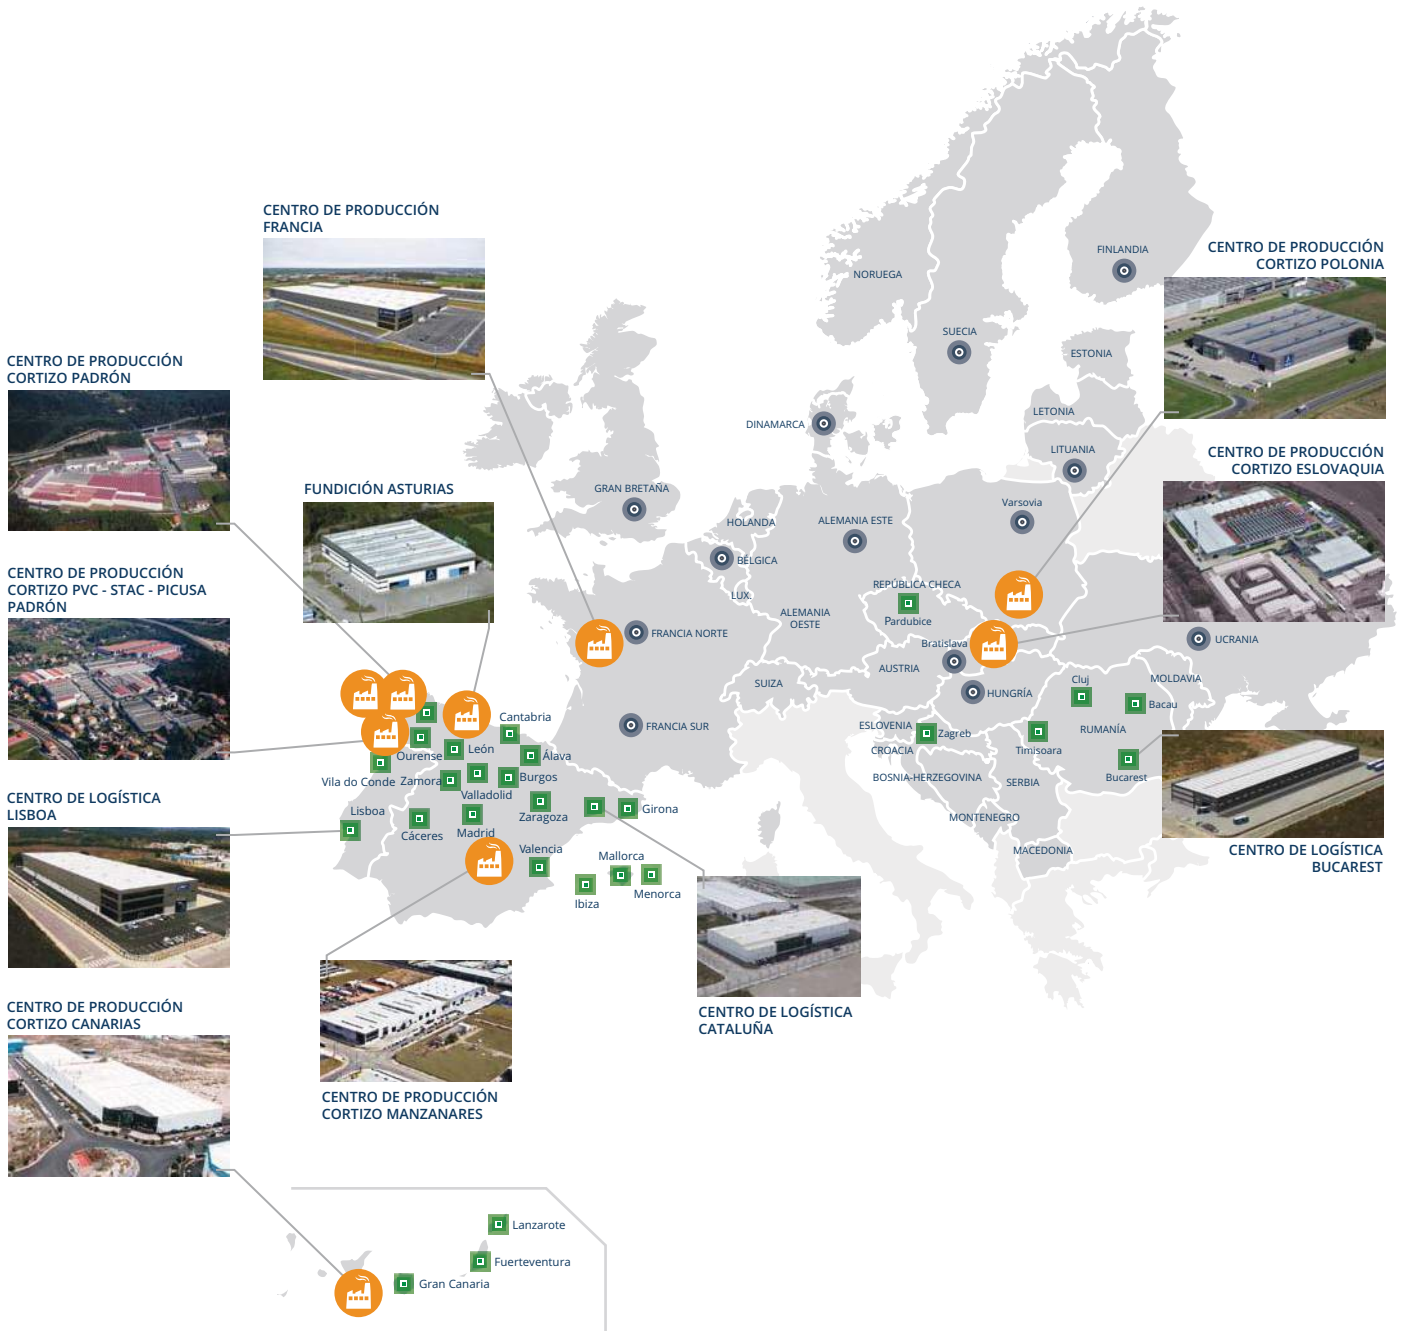 CENTRO DE PRODUCCIÓN
FRANCIA
CENTRO DE PRODUCCIÓN
CORTIZO POLONIA
CENTRO DE PRODUCCIÓN
CORTIZO PADRÓN
CENTRO DE PRODUCCIÓN
CORTIZO ESLOVAQUIA
FUNDICIÓN ASTURIAS
CENTRO DE PRODUCCIÓN
CORTIZO PVC - STAC - PICUSA
PADRÓN
CENTRO DE LOGÍSTICA
LISBOA
CENTRO DE LOGÍSTICA
BUCAREST
CENTRO DE PRODUCCIÓN
CORTIZO CANARIAS
CENTRO DE LOGÍSTICA
CATALUÑA
CENTRO DE PRODUCCIÓN
CORTIZO MANZANARES
NORUEGA
FINLANDIA
SUECIA
ESTONIA
LETONIA
DINAMARCA
LITUANIA
GRAN BRETAÑA
Varsovia
HOLANDA
ALEMANIA ESTE
BÉLGICA
REPÚBLICA CHECA
LUX.
ALEMANIA
OESTE
Pardubice
FRANCIA NORTE
Bratislava
UCRANIA
AUSTRIA
SUIZA
HUNGRÍA
Cluj
MOLDAVIA
Bacau
FRANCIA SUR
ESLOVENIA
Zagreb
RUMANÍA
CROACIA
Timisoara
BOSNIA-HERZEGOVINA
SERBIA
Bucarest
MONTENEGRO
MACEDONIA
Cantabria
Ourense
León
Álava
Vila do Conde
Zamora
Burgos
Valladolid
Lisboa
Cáceres
Madrid
Zaragoza
Girona
Valencia
Mallorca
Menorca
Ibiza
Lanzarote
Fuerteventura
Gran Canaria